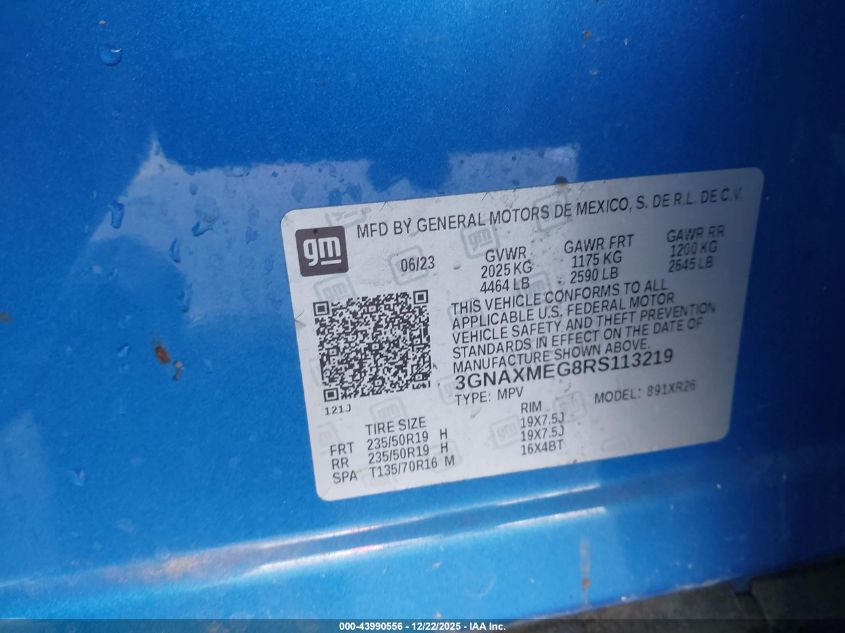 gm
MFD BY GENERAL MOTORS DE MEXICO, S. DE R.L. DE C.V.
06/23 GVWR GAWR FRT GAWR RR
2025 KG 1175 KG 1200 KG
4464 LB 2590 LB 2645 LB
THIS VEHICLE CONFORMS TO ALL
APPLICABLE U.S. FEDERAL MOTOR
VEHICLE SAFETY AND THEFT PREVENTION
STANDARDS IN EFFECT ON THE DATE OF
MANUFACTURE SHOWN ABOVE.
3GNAXMEG8RS113219
TYPE: MPV MODEL: 891XR26
121J
TIRE SIZE RIM
FRT 235/50R19 H 19X7.5J
RR 235/50R19 H 19X7.5J
SPA T135/70R16 M 16X4BT
000-43990556 - 12/22/2025 - IAA Inc.